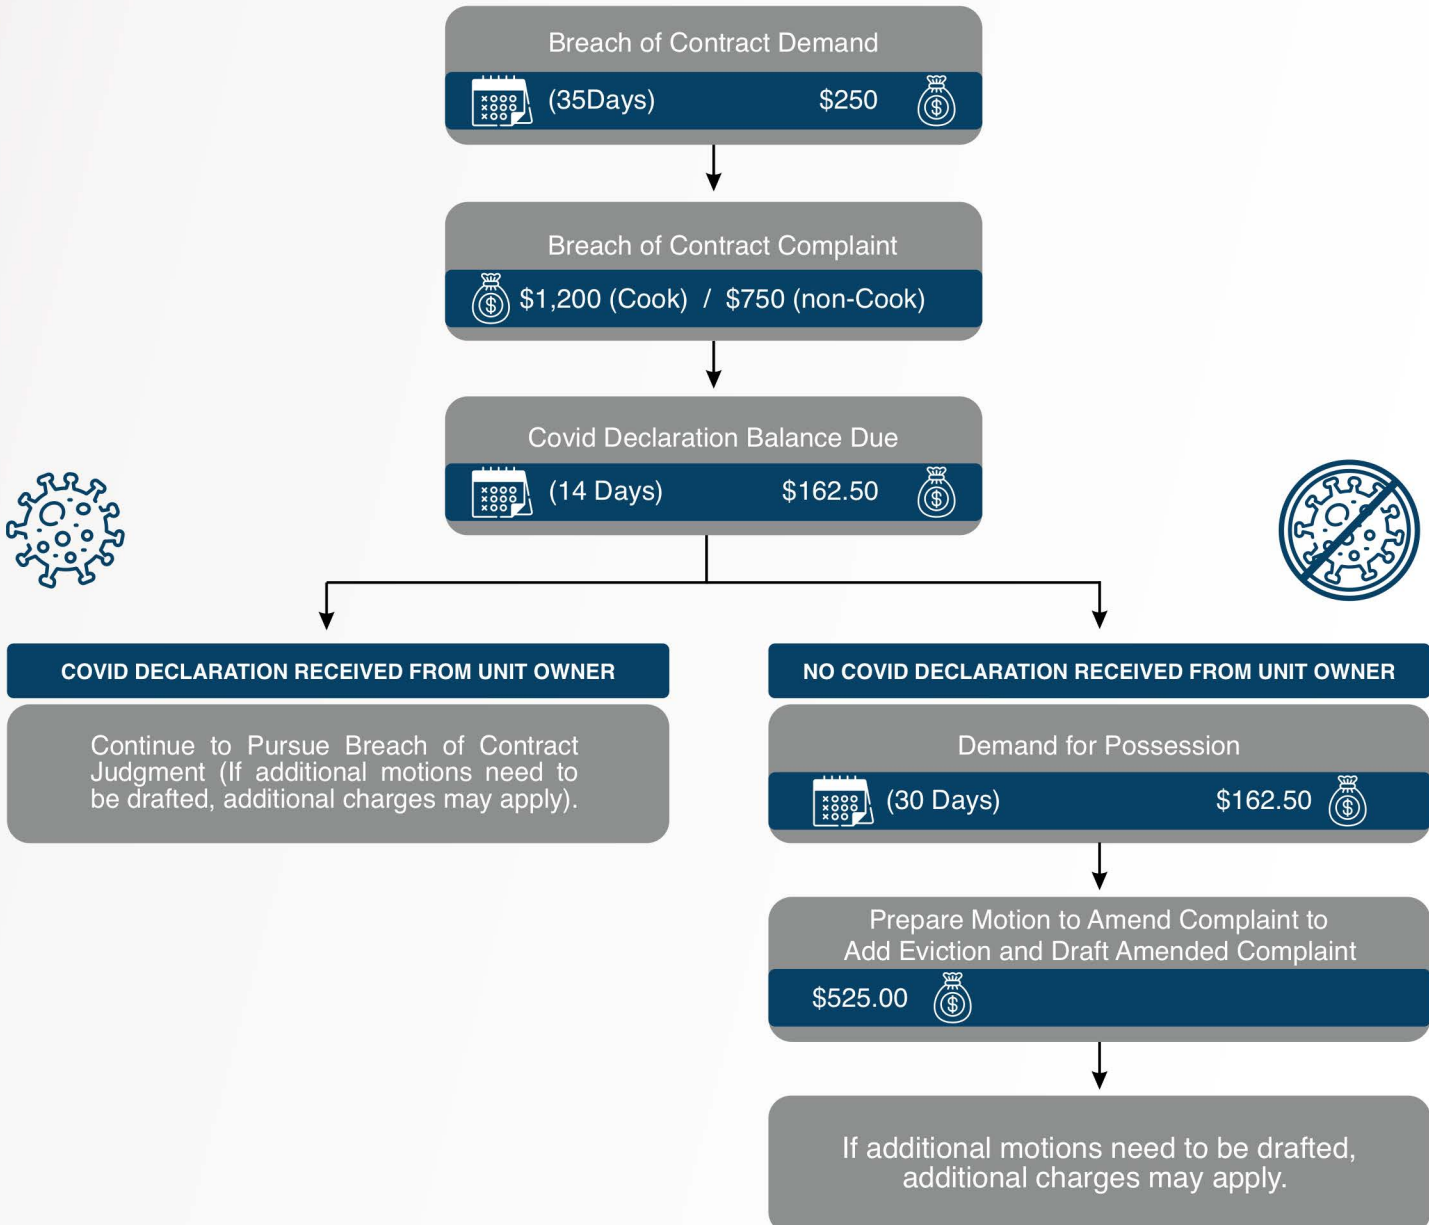 Breach of Contract Demand
(35Days) $250
Breach of Contract Complaint
$1,200 (Cook) / $750 (non-Cook)
Covid Declaration Balance Due
(14 Days) $162.50
COVID DECLARATION RECEIVED FROM UNIT OWNER
Continue to Pursue Breach of Contract
Judgment (If additional motions need to
be drafted, additional charges may apply).
NO COVID DECLARATION RECEIVED FROM UNIT OWNER
Demand for Possession
(30 Days) $162.50
Prepare Motion to Amend Complaint to
Add Eviction and Draft Amended Complaint
$525.00
If additional motions need to be drafted,
additional charges may apply.